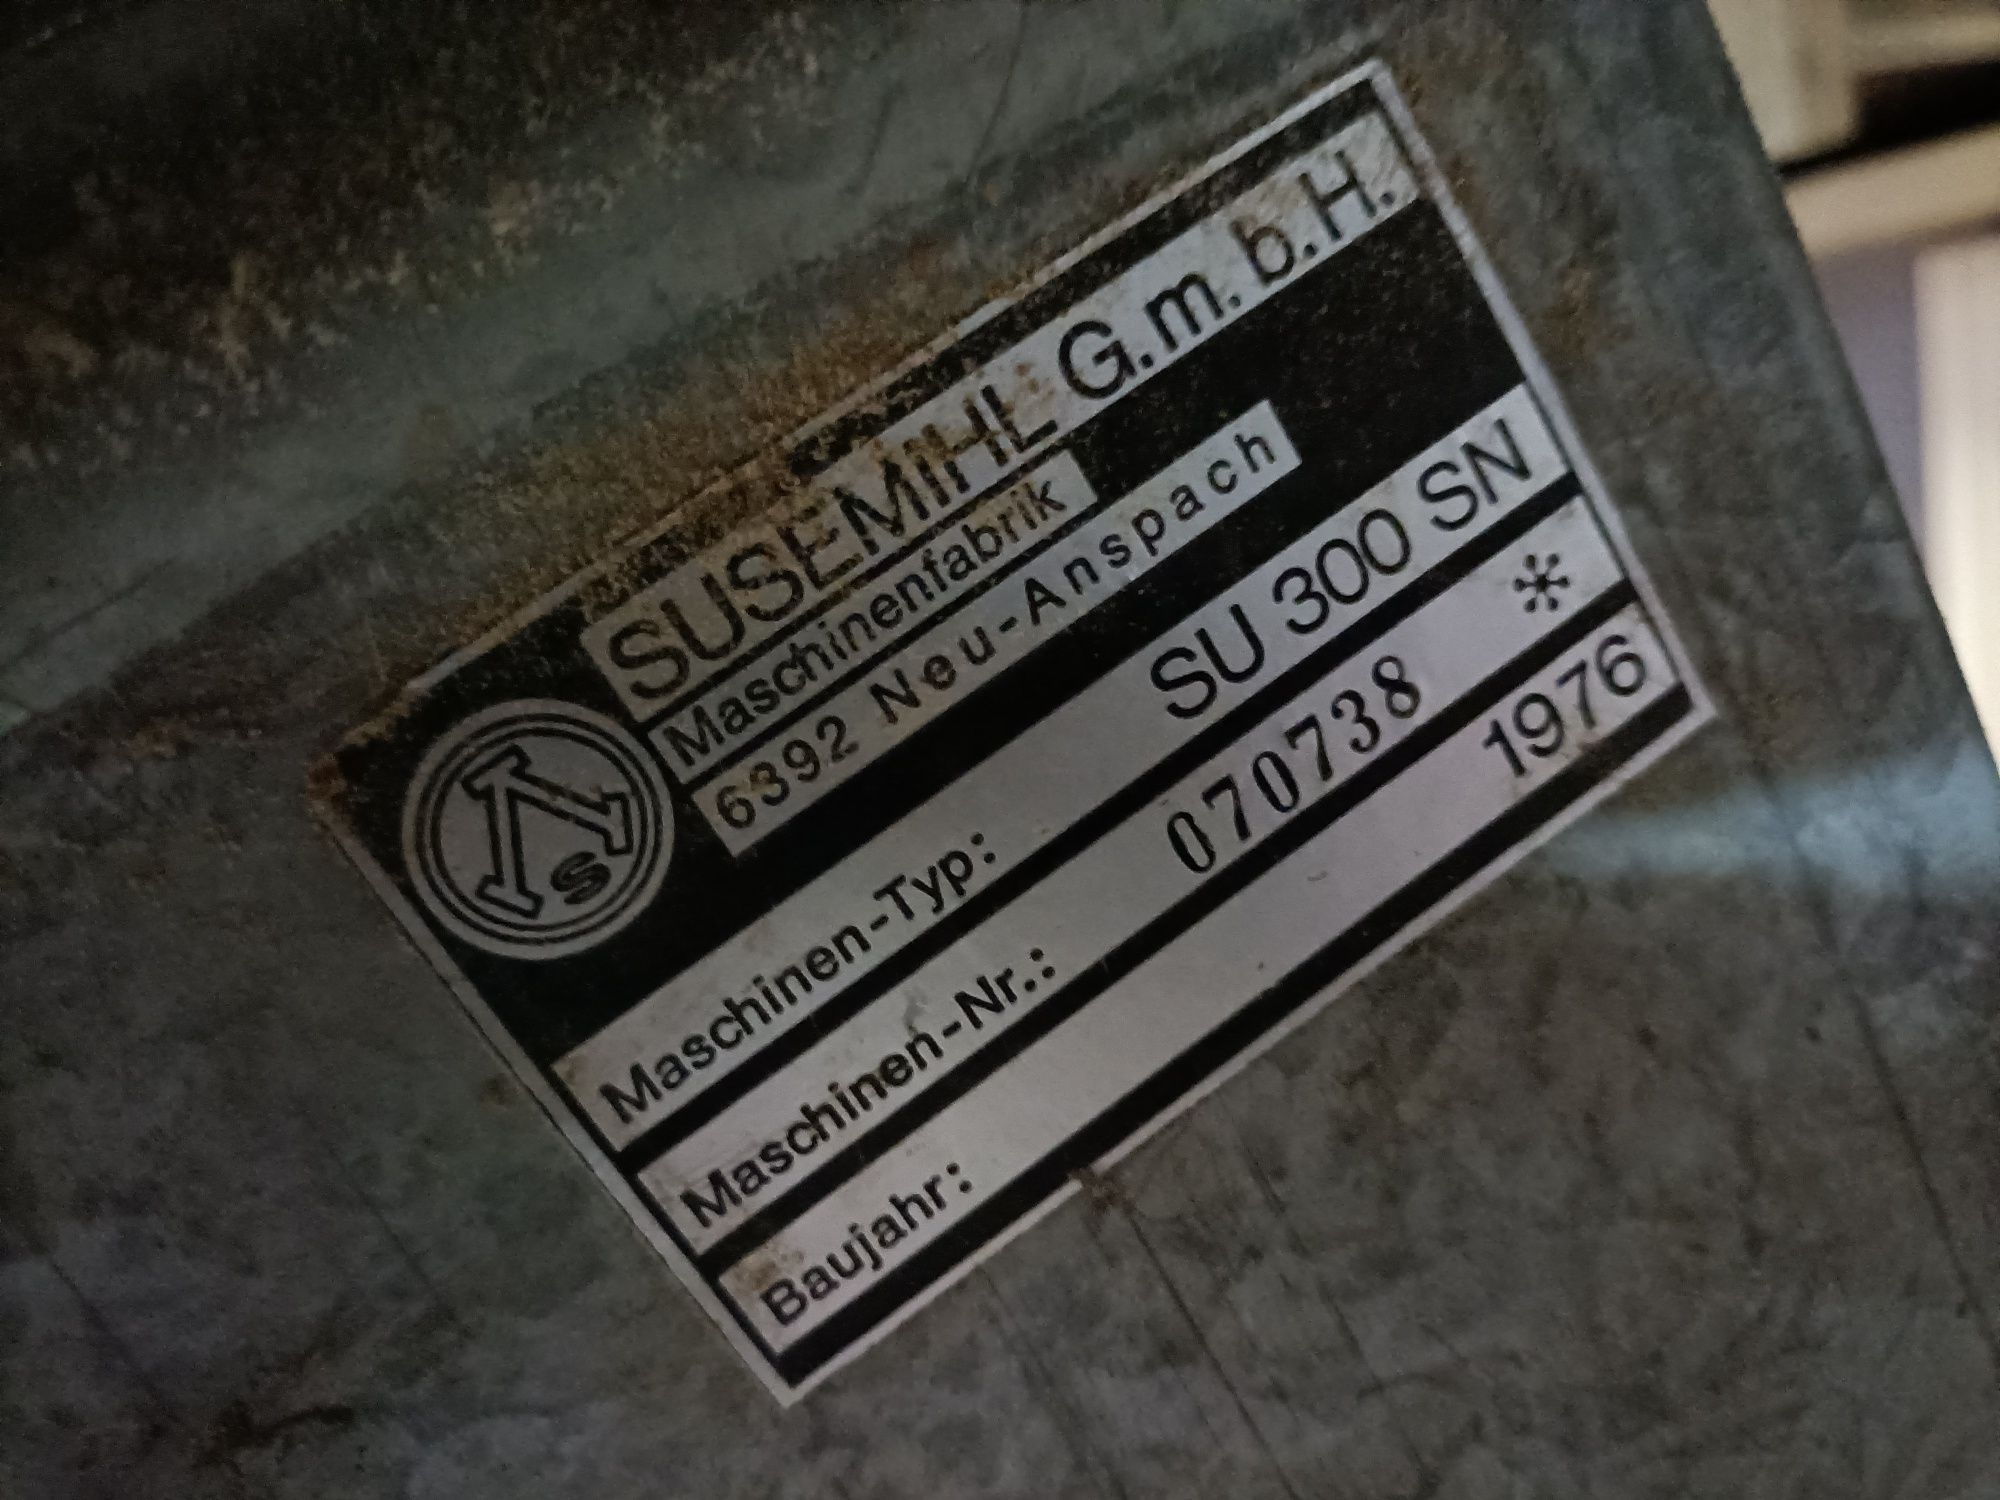 SUSEMIHL G.m.b.H.
Maschinenfabrik
6392 Neu-Anspach
S
Maschinen-Typ: SU 300 SN
Maschinen-Nr.: 070738 *
Baujahr: 1976